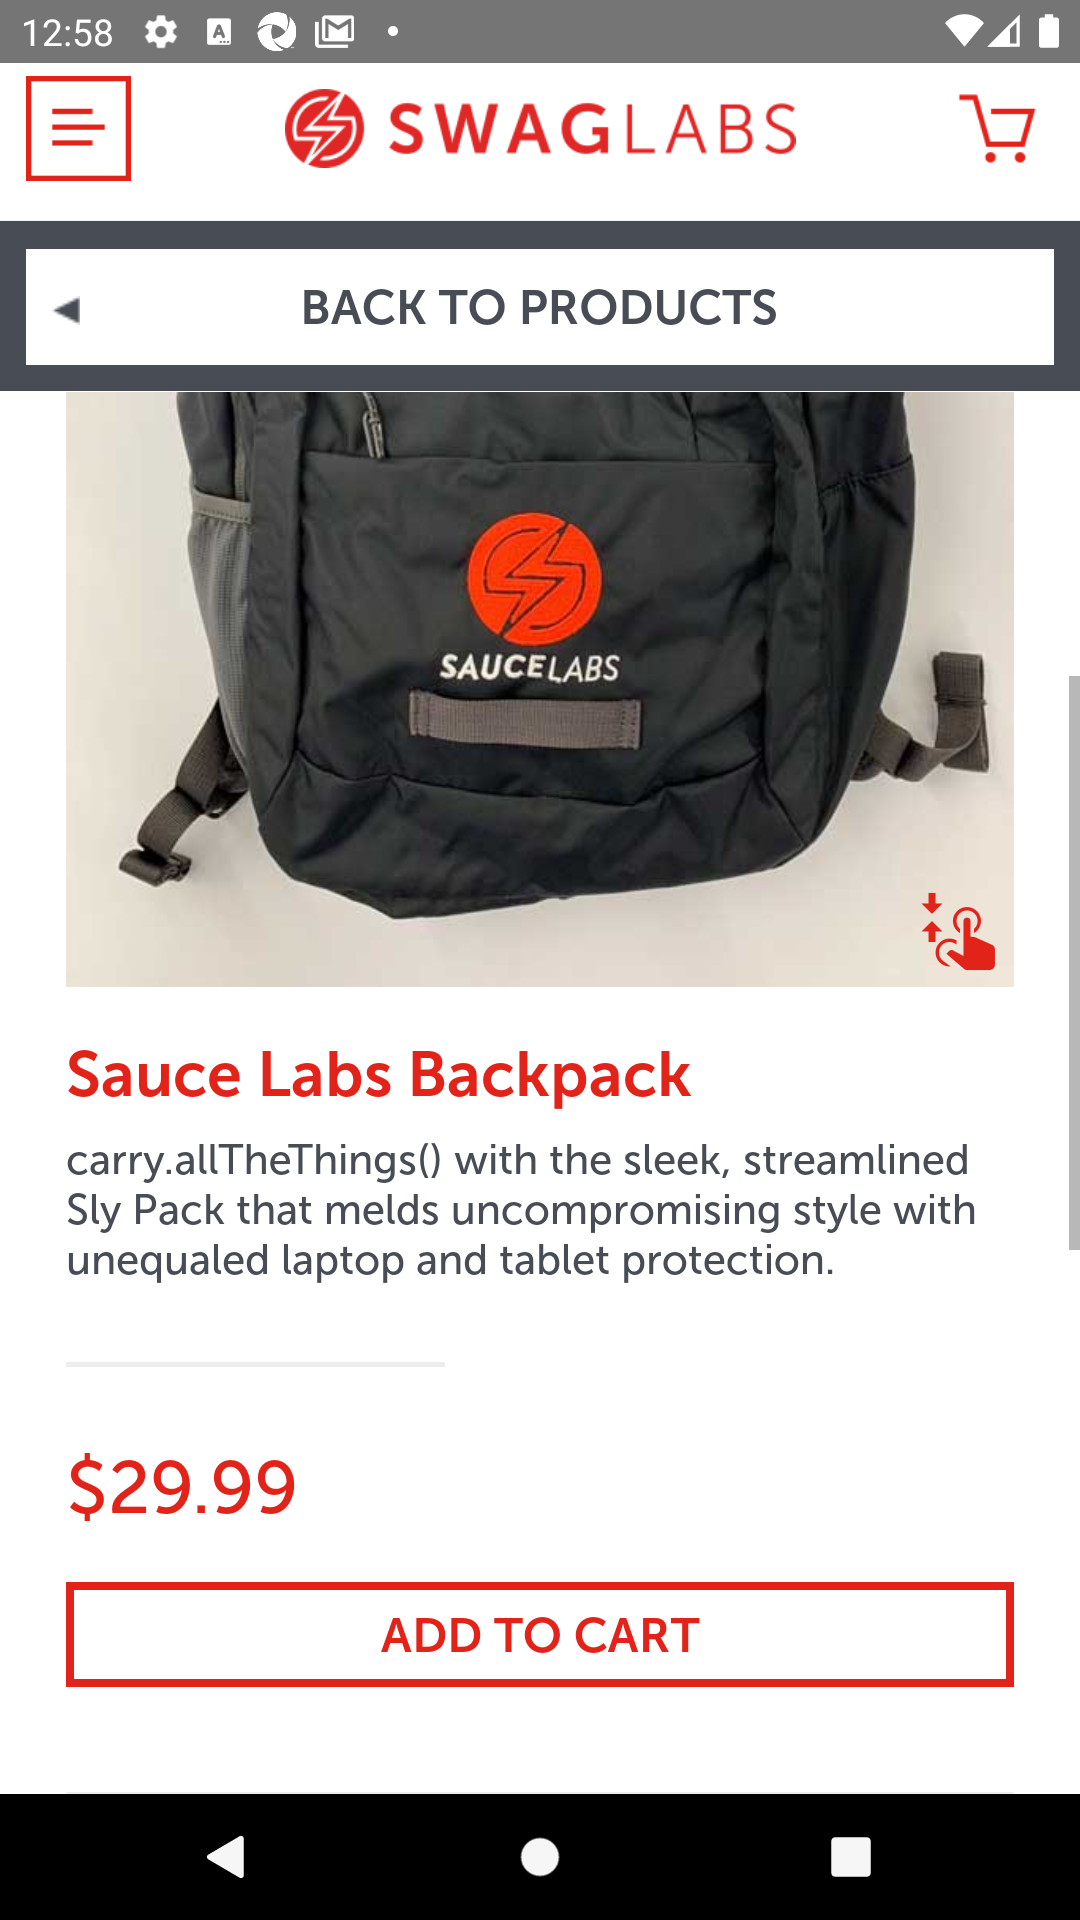 12:58
SWAGLABS
BACK TO PRODUCTS
SAUCELABS
Sauce Labs Backpack
carry.allTheThings() with the sleek, streamlined
Sly Pack that melds uncompromising style with
unequaled laptop and tablet protection.
$29.99
ADD TO CART